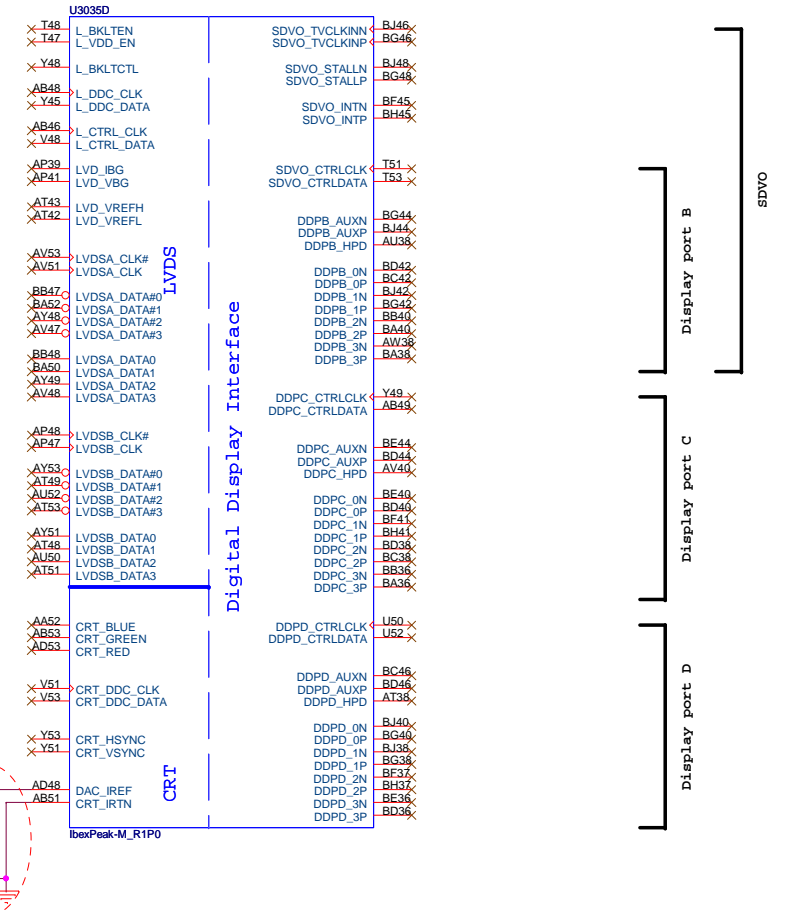 U3035D
T48 L_BKLTEN
T47 L_VDD_EN
Y48 L_BKLTCTL
AB48 L_DDC_CLK
Y45 L_DDC_DATA
AB46 L_CTRL_CLK
V48 L_CTRL_DATA
AP39 LVD_IBG
AP41 LVD_VBG
AT43 LVD_VREFH
AT42 LVD_VREFL
AV53 LVDSA_CLK#
AV51 LVDSA_CLK
BB47 LVDSA_DATA#0
BA52 LVDSA_DATA#1
AY48 LVDSA_DATA#2
AV47 LVDSA_DATA#3
BB48 LVDSA_DATA0
BA50 LVDSA_DATA1
AY49 LVDSA_DATA2
AV48 LVDSA_DATA3
AP48 LVDSB_CLK#
AP47 LVDSB_CLK
AY53 LVDSB_DATA#0
AT49 LVDSB_DATA#1
AU52 LVDSB_DATA#2
AT53 LVDSB_DATA#3
AY51 LVDSB_DATA0
AT48 LVDSB_DATA1
AU50 LVDSB_DATA2
AT51 LVDSB_DATA3
LVDS
AA52 CRT_BLUE
AB53 CRT_GREEN
AD53 CRT_RED
V51 CRT_DDC_CLK
V53 CRT_DDC_DATA
Y53 CRT_HSYNC
Y51 CRT_VSYNC
AD48 DAC_IREF
AB51 CRT_IRTN
CRT
Digital Display Interface
SDVO_TVCLKINN BJ46
SDVO_TVCLKINP BG46
SDVO_STALLN BJ48
SDVO_STALLP BG48
SDVO_INTN BF45
SDVO_INTP BH45
SDVO_CTRLCLK T51
SDVO_CTRLDATA T53
DDPB_AUXN BG44
DDPB_AUXP BJ44
DDPB_HPD AU38
DDPB_0N BD42
DDPB_0P BC42
DDPB_1N BJ42
DDPB_1P BG42
DDPB_2N BB40
DDPB_2P BA40
DDPB_3N AW38
DDPB_3P BA38
DDPC_CTRLCLK Y49
DDPC_CTRLDATA AB49
DDPC_AUXN BE44
DDPC_AUXP BD44
DDPC_HPD AV40
DDPC_0N BE40
DDPC_0P BD40
DDPC_1N BF41
DDPC_1P BH41
DDPC_2N BD38
DDPC_2P BC38
DDPC_3N BB36
DDPC_3P BA36
DDPD_CTRLCLK U50
DDPD_CTRLDATA U52
DDPD_AUXN BC46
DDPD_AUXP BD46
DDPD_HPD AT38
DDPD_0N BJ40
DDPD_0P BG40
DDPD_1N BJ38
DDPD_1P BG38
DDPD_2N BF37
DDPD_2P BH37
DDPD_3N BE36
DDPD_3P BD36
IbexPeak-M_R1P0
Display port B
SDVO
Display port C
Display port D